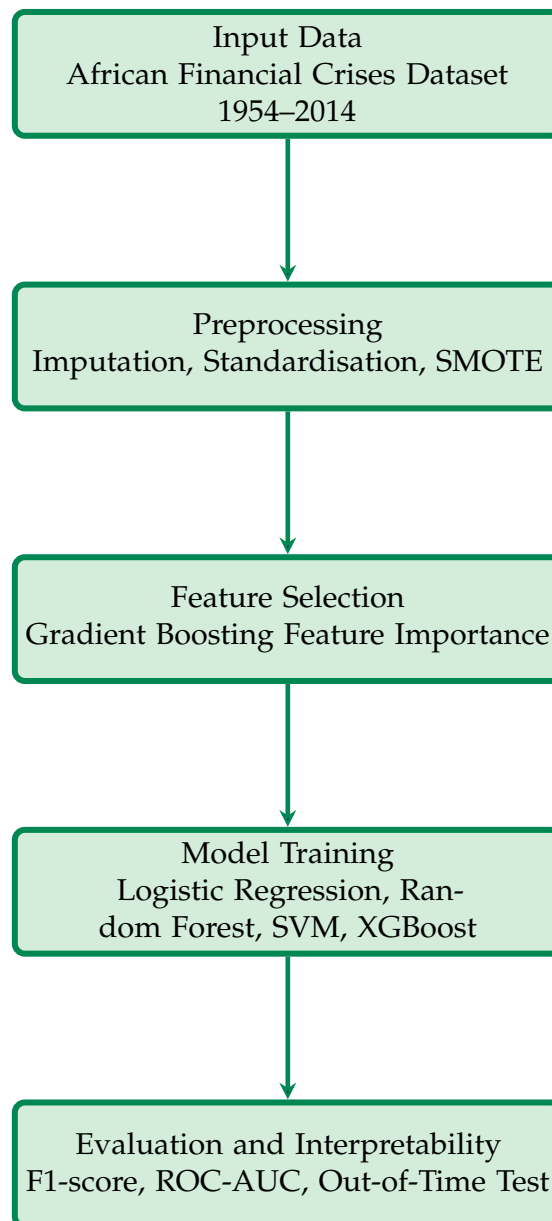 Input Data
African Financial Crises Dataset
1954–2014
Preprocessing
Imputation, Standardisation, SMOTE
Feature Selection
Gradient Boosting Feature Importance
Model Training
Logistic Regression, Ran-
dom Forest, SVM, XGBoost
Evaluation and Interpretability
F1-score, ROC-AUC, Out-of-Time Test